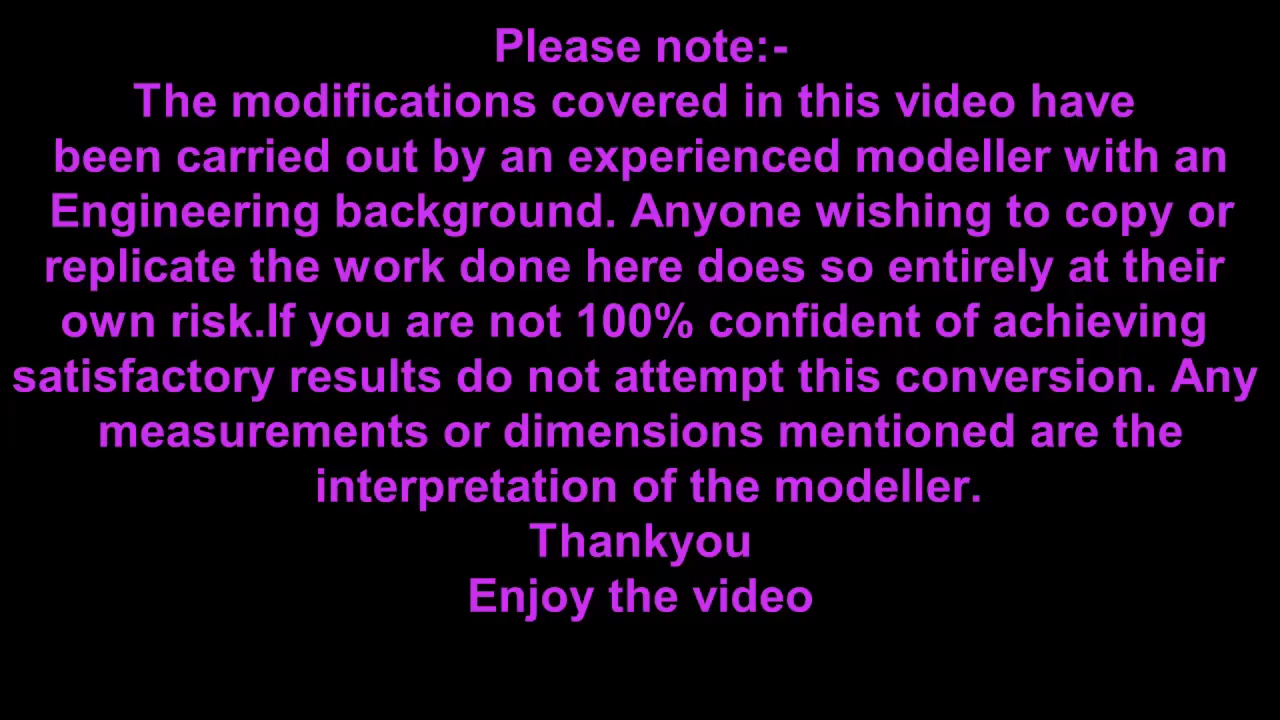 Please note:-
The modifications covered in this video have
been carried out by an experienced modeller with an
Engineering background. Anyone wishing to copy or
replicate the work done here does so entirely at their
own risk.If you are not 100% confident of achieving
satisfactory results do not attempt this conversion. Any
measurements or dimensions mentioned are the
interpretation of the modeller.
Thankyou
Enjoy the video